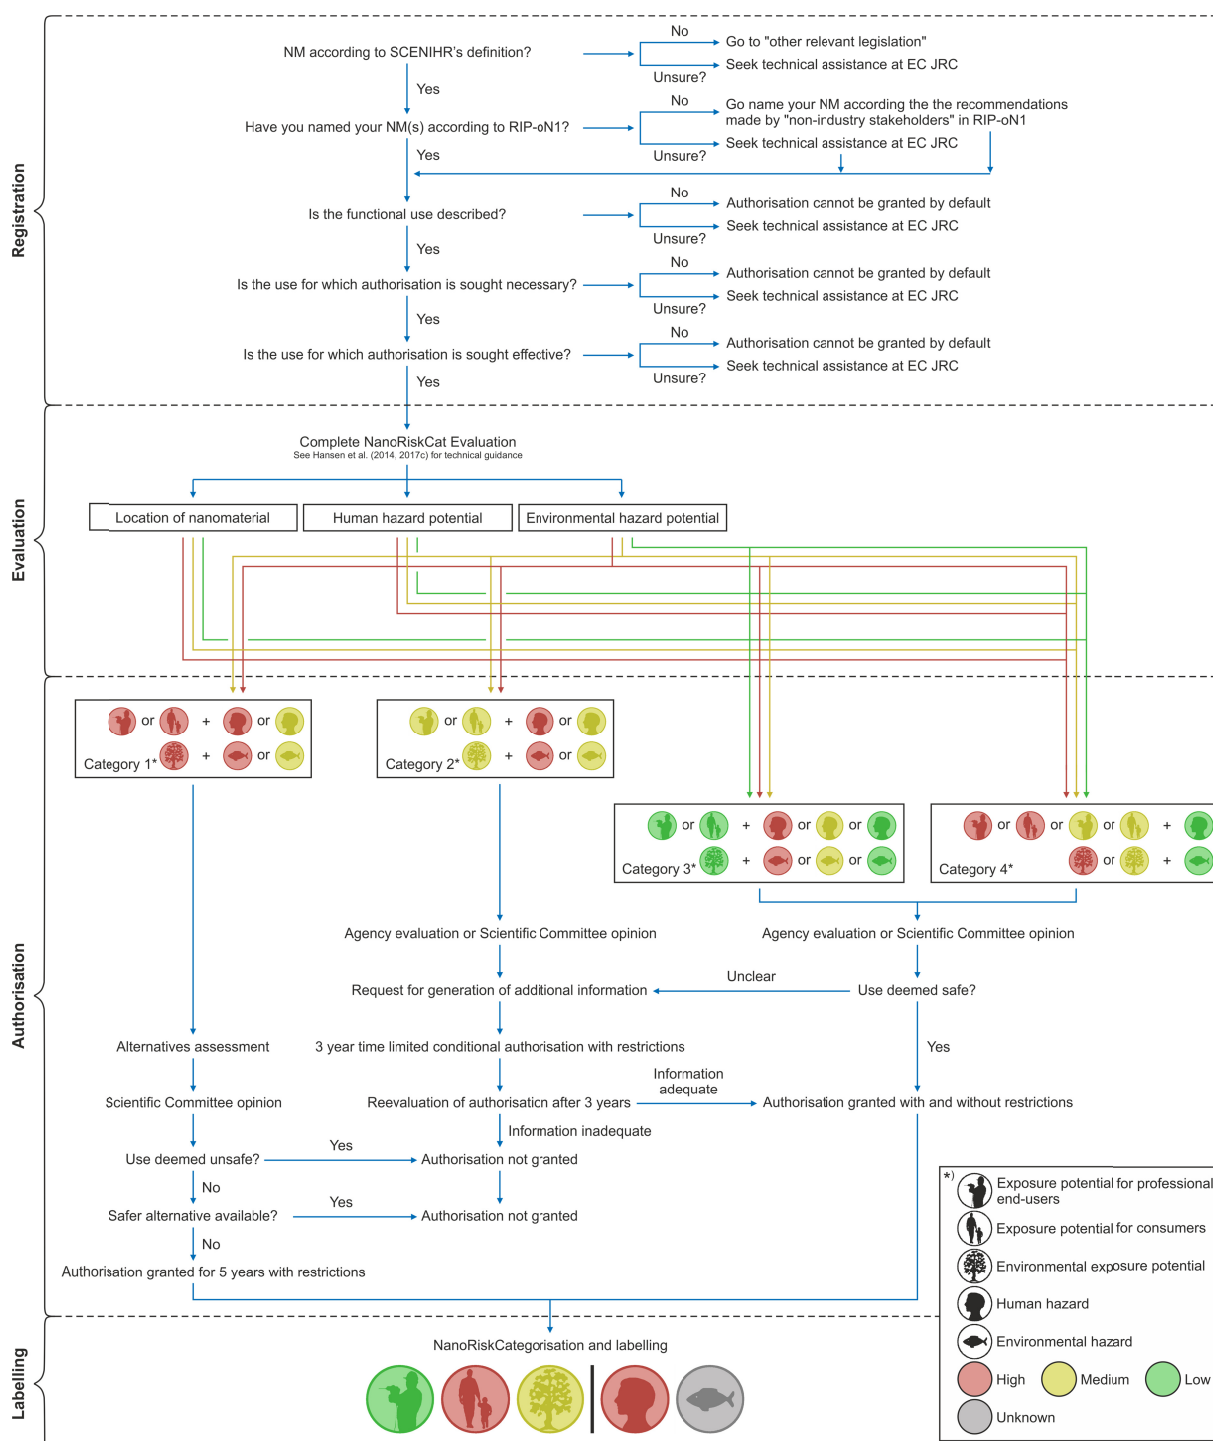 Registration
NM according to SCENIHR's definition?
No
Go to "other relevant legislation"
Seek technical assistance at EC JRC
Unsure?
Yes
Have you named your NM(s) according to RIP-oN1?
No
Go name your NM according the the recommendations
made by "non-industry stakeholders" in RIP-oN1
Seek technical assistance at EC JRC
Unsure?
Yes
Is the functional use described?
No
Authorisation cannot be granted by default
Seek technical assistance at EC JRC
Unsure?
Yes
Is the use for which authorisation is sought necessary?
No
Authorisation cannot be granted by default
Seek technical assistance at EC JRC
Unsure?
Yes
Is the use for which authorisation is sought effective?
No
Authorisation cannot be granted by default
Seek technical assistance at EC JRC
Unsure?
Yes
Evaluation
Complete NanoRiskCat Evaluation
See Hansen et al. (2014, 2017c) for technical guidance
Location of nanomaterial
Human hazard potential
Environmental hazard potential
Authorisation
or + or
Category 1* + or
or + or
Category 2* + or
or + or or
Category 3* + or or
or or or +
Category 4* or +
Agency evaluation or Scientific Committee opinion
Agency evaluation or Scientific Committee opinion
Request for generation of additional information
Unclear
Use deemed safe?
Alternatives assessment
3 year time limited conditional authorisation with restrictions
Yes
Information
adequate
Scientific Committee opinion
Reevaluation of authorisation after 3 years
Authorisation granted with and without restrictions
Information inadequate
Use deemed unsafe?
Yes
Authorisation not granted
No
Safer alternative available?
Yes
Authorisation not granted
No
Authorisation granted for 5 years with restrictions
*)
Exposure potential for professional
end-users
Exposure potential for consumers
Environmental exposure potential
Human hazard
Environmental hazard
High
Medium
Low
Unknown
Labelling
NanoRiskCategorisation and labelling